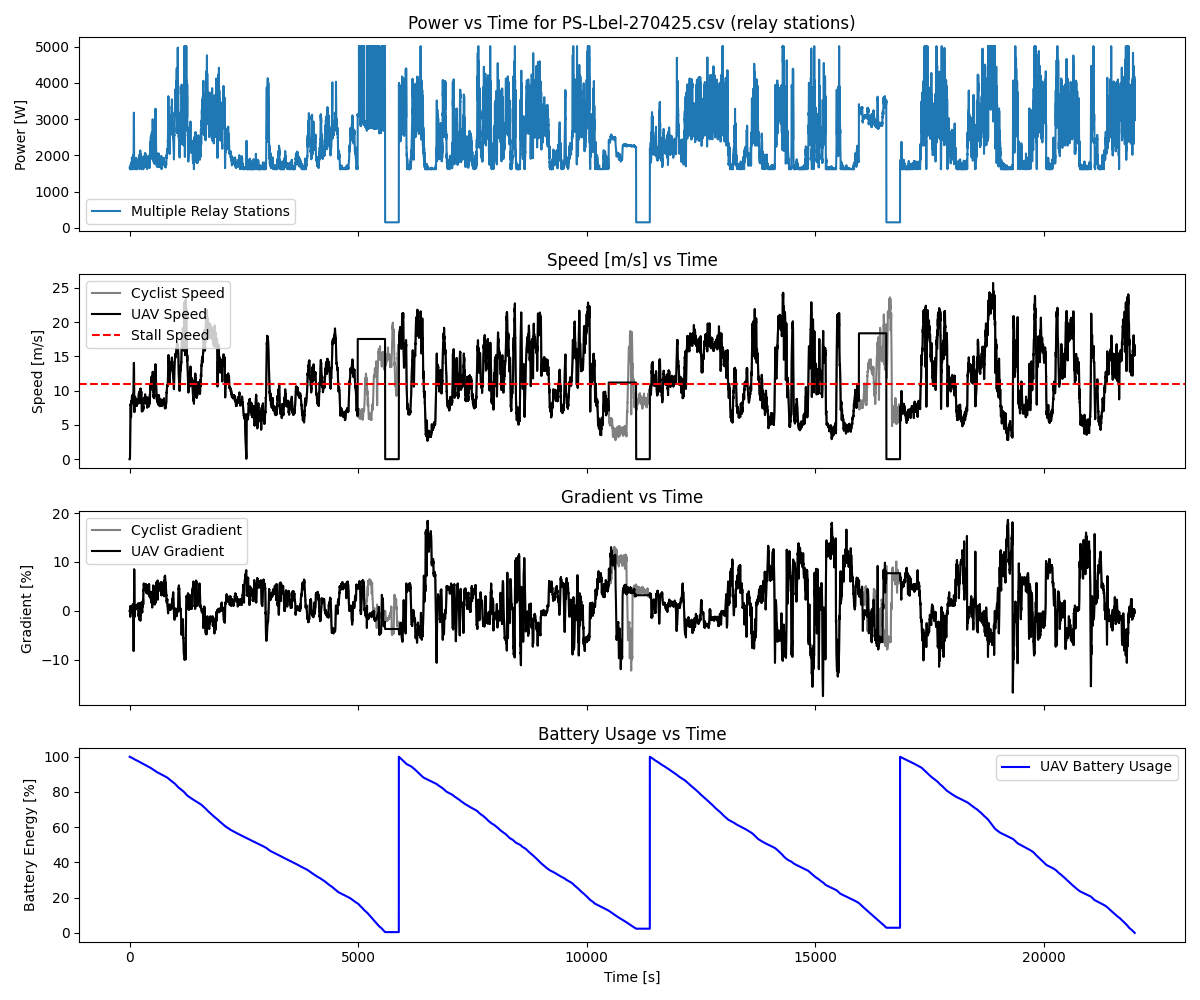 Power vs Time for PS-Lbel-270425.csv (relay stations)
5000
4000
3000
2000
1000
0
Power [W]
Multiple Relay Stations
Speed [m/s] vs Time
25
20
15
10
5
0
Speed [m/s]
Cyclist Speed
UAV Speed
Stall Speed
Gradient vs Time
20
10
0
−10
Gradient [%]
Cyclist Gradient
UAV Gradient
Battery Usage vs Time
100
80
60
40
20
0
Battery Energy [%]
UAV Battery Usage
0 5000 10000 15000 20000
Time [s]